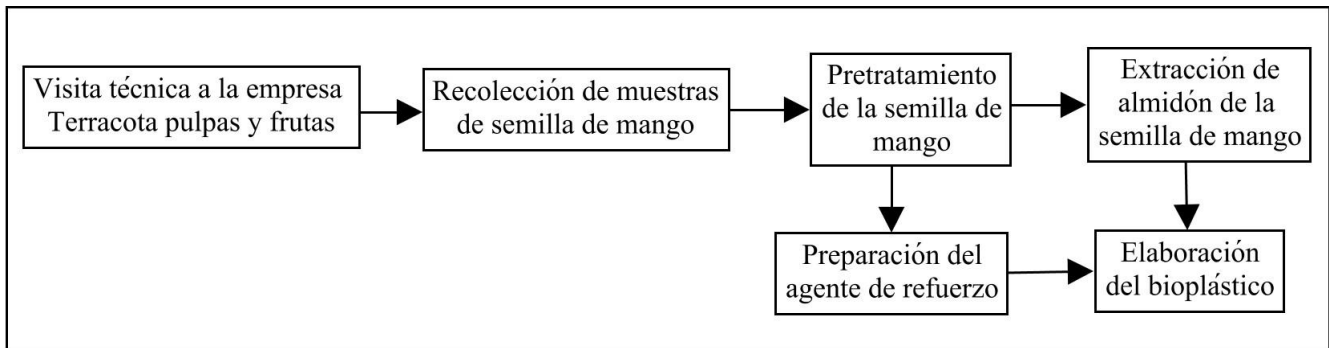 Visita técnica a la empresa
Terracota pulpas y frutas
Recolección de muestras
de semilla de mango
Pretratamiento
de la semilla de
mango
Extracción de
almidón de la
semilla de mango
Preparación del
agente de refuerzo
Elaboración
del bioplástico